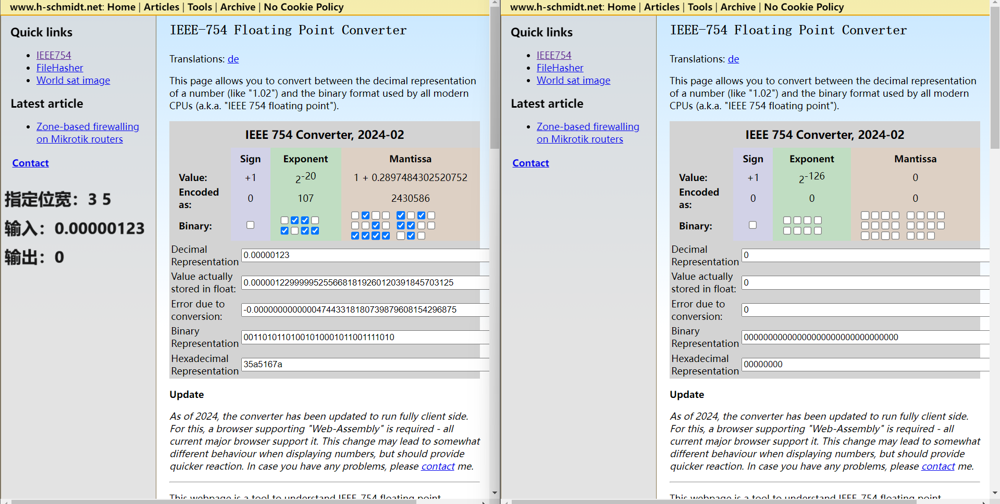 www.h-schmidt.net: Home | Articles | Tools | Archive | No Cookie Policy
Quick links
IEEE754
FileHasher
World sat image
Latest article
Zone-based firewalling
on Mikrotik routers
Contact
指定位宽：3 5
输入：0.00000123
输出：0
IEEE-754 Floating Point Converter
Translations: de
This page allows you to convert between the decimal representation
of a number (like "1.02") and the binary format used by all modern
CPUs (a.k.a. "IEEE 754 floating point").
IEEE 754 Converter, 2024-02
Sign Exponent Mantissa
Value: +1 2-20 1 + 0.2897484302520752
Encoded
as: 0 107 2430586
Binary:
Decimal
Representation 0.00000123
Value actually
stored in float: 0.0000012299999952556681819260120391845703125
Error due to
conversion: -0.0000000000000047443318180739879608154296875
Binary
Representation 00110101101001010001011001111010
Hexadecimal
Representation 35a5167a
Update
As of 2024, the converter has been updated to run fully client side.
For this, a browser supporting "Web-Assembly" is required - all
current major browser support it. This change may lead to somewhat
different behaviour when displaying numbers, but should provide
quicker reaction. In case you have any problems, please contact me.
This webpage is a tool to understand IEEE-754 floating point
www.h-schmidt.net: Home | Articles | Tools | Archive | No Cookie Policy
Quick links
IEEE754
FileHasher
World sat image
Latest article
Zone-based firewalling
on Mikrotik routers
Contact
IEEE-754 Floating Point Converter
Translations: de
This page allows you to convert between the decimal representation
of a number (like "1.02") and the binary format used by all modern
CPUs (a.k.a. "IEEE 754 floating point").
IEEE 754 Converter, 2024-02
Sign Exponent Mantissa
Value: +1 2-126 0
Encoded
as: 0 0 0
Binary:
Decimal
Representation 0
Value actually
stored in float: 0
Error due to
conversion: 0
Binary
Representation 00000000000000000000000000000000
Hexadecimal
Representation 00000000
Update
As of 2024, the converter has been updated to run fully client side.
For this, a browser supporting "Web-Assembly" is required - all
current major browser support it. This change may lead to somewhat
different behaviour when displaying numbers, but should provide
quicker reaction. In case you have any problems, please contact me.
This webpage is a tool to understand IEEE-754 floating point